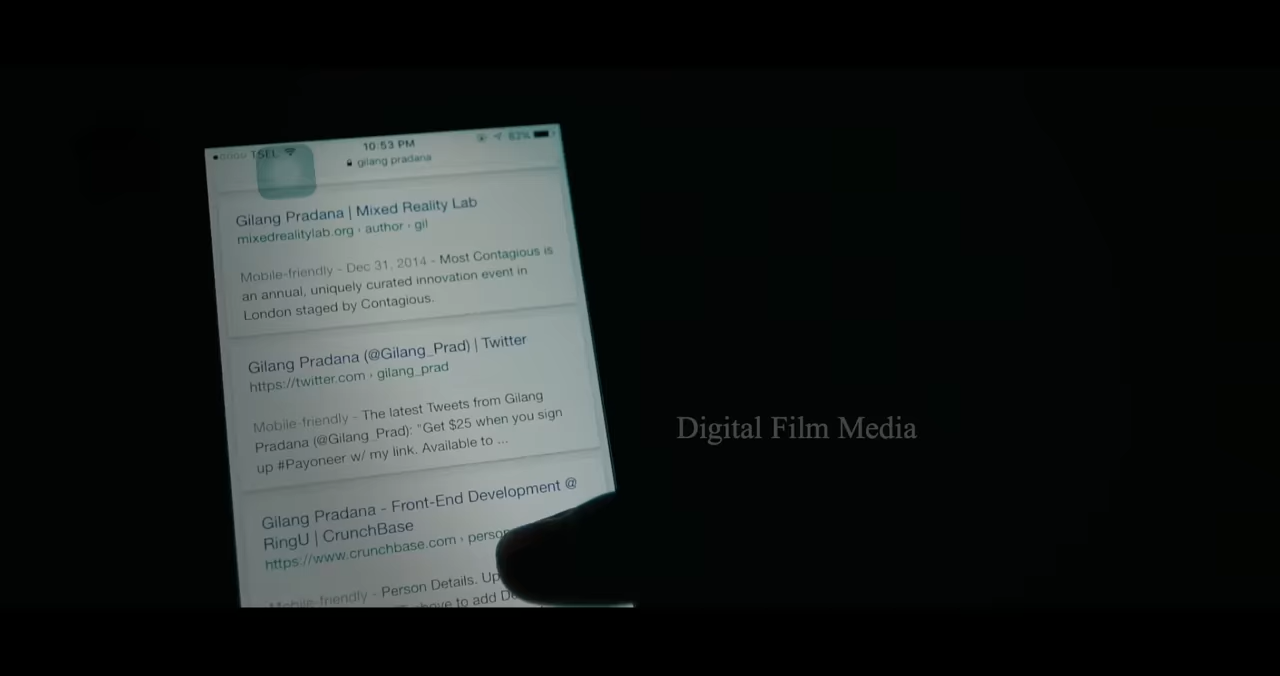 TSEL
10:53 PM
82%
gilang pradana
Gilang Pradana | Mixed Reality Lab
mixedrealitylab.org › author › gil
Mobile-friendly - Dec 31, 2014 - Most Contagious is
an annual, uniquely curated innovation event in
London staged by Contagious.
Gilang Pradana (@Gilang_Prad) | Twitter
https://twitter.com › gilang_prad
Mobile-friendly - The latest Tweets from Gilang
Pradana (@Gilang_Prad): "Get $25 when you sign
up #Payoneer w/ my link. Available to ...
Digital Film Media
Gilang Pradana - Front-End Development @
RingU | CrunchBase
https://www.crunchbase.com › person
Mobile-friendly - Person Details. Up
to add